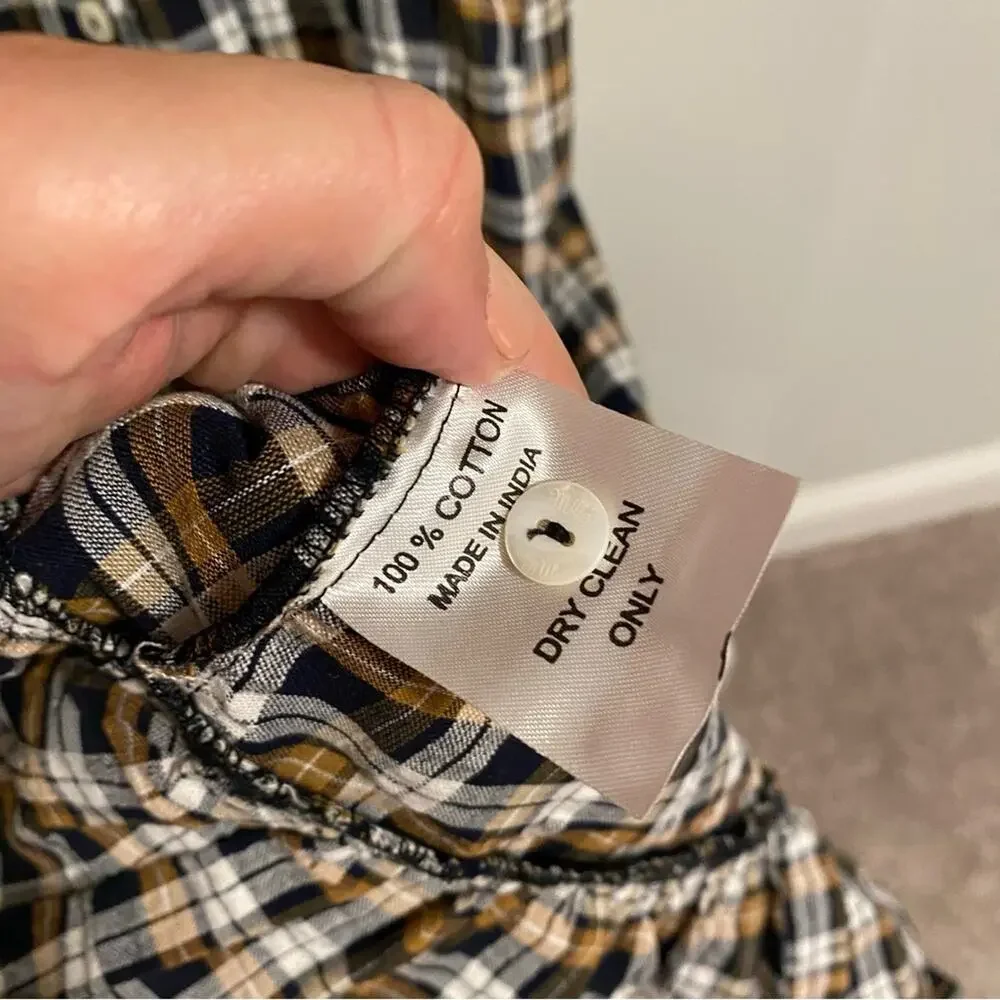 100 % COTTON
MADE IN INDIA
DRY CLEAN
ONLY